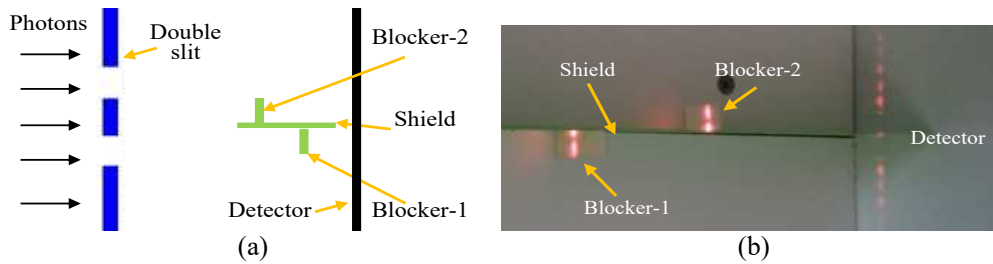 Photons
Double
slit
Blocker-2
Shield
Detector
Blocker-1
(a)
Shield
Blocker-2
Detector
Blocker-1
(b)